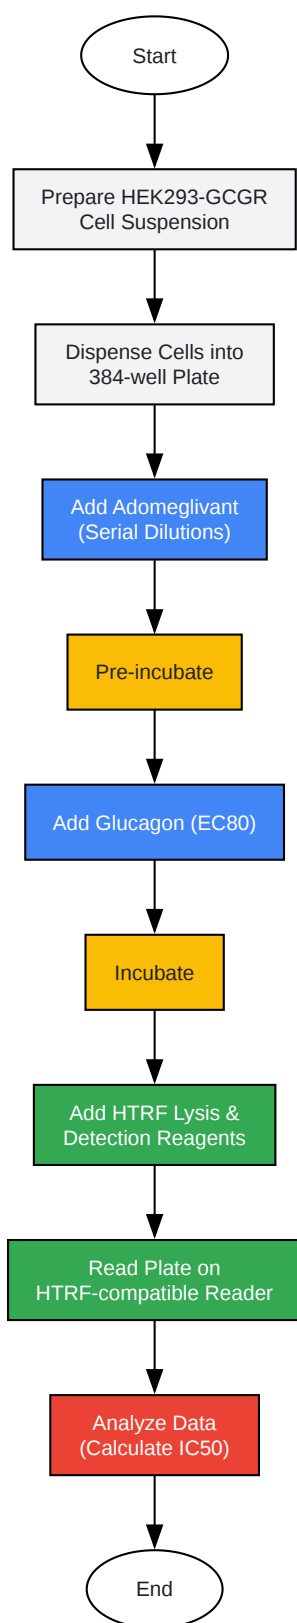 Start
Prepare HEK293-GCGR
Cell Suspension
Dispense Cells into
384-well Plate
Add Adomeglivant
(Serial Dilutions)
Pre-incubate
Add Glucagon (EC80)
Incubate
Add HTRF Lysis &
Detection Reagents
Read Plate on
HTRF-compatible Reader
Analyze Data
(Calculate IC50)
End